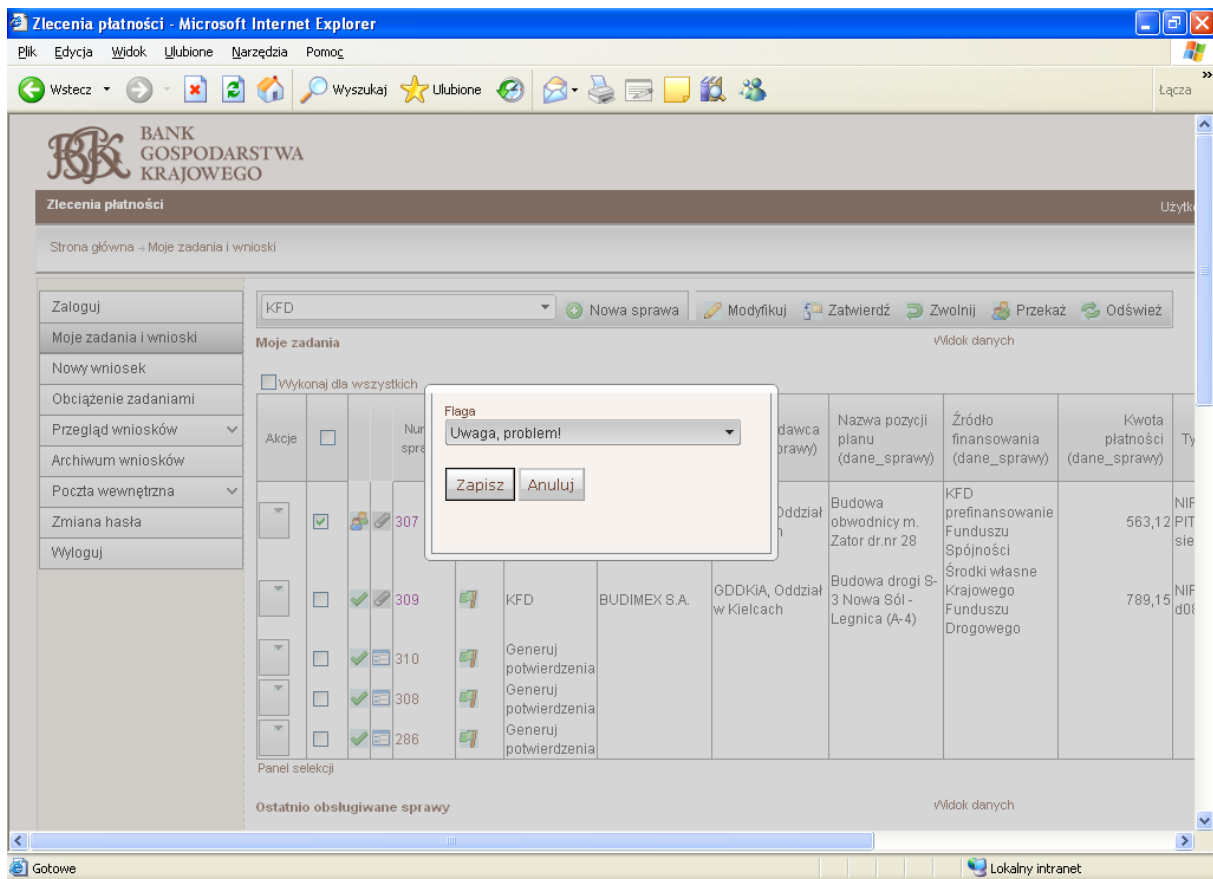 Zlecenia płatności - Microsoft Internet Explorer
Plik Edycja Widok Ulubione Narzędzia Pomoc
Wstecz Wyszukaj Ulubione Łącza
BANK
GOSPODARSTWA
KRAJOWEGO
Zlecenia płatności
Strona główna → Moje zadania i wnioski
Zaloguj
Moje zadania i wnioski
Nowy wniosek
Obciążenie zadaniami
Przegląd wniosków
Archiwum wniosków
Poczta wewnętrzna
Zmiana hasła
Wyloguj
KFD Nowa sprawa Modyfikuj Zatwierdź Zwolnij Przekaż Odśwież
Moje zadania Widok danych
Wykonaj dla wszystkich
Akcje
Nazwa pozycji
planu
(dane_sprawy)
Źródło
finansowania
(dane_sprawy)
Kwota
płatności
(dane_sprawy)
Flaga
Uwaga, problem!
Zapisz Anuluj
307
Oddział
Budowa
obwodnicy m.
Zator dr.nr 28
KFD
prefinansowanie
Funduszu
Spójności
563,12
309
KFD
BUDIMEX S.A.
GDDKiA, Oddział
w Kielcach
Budowa drogi S-
3 Nowa Sól -
Legnica (A-4)
Środki własne
Krajowego
Funduszu
Drogowego
789,15
310
Generuj
potwierdzenia
308
Generuj
potwierdzenia
286
Generuj
potwierdzenia
Panel selekcji
Ostatnio obsługiwane sprawy Widok danych
Gotowe Lokalny intranet